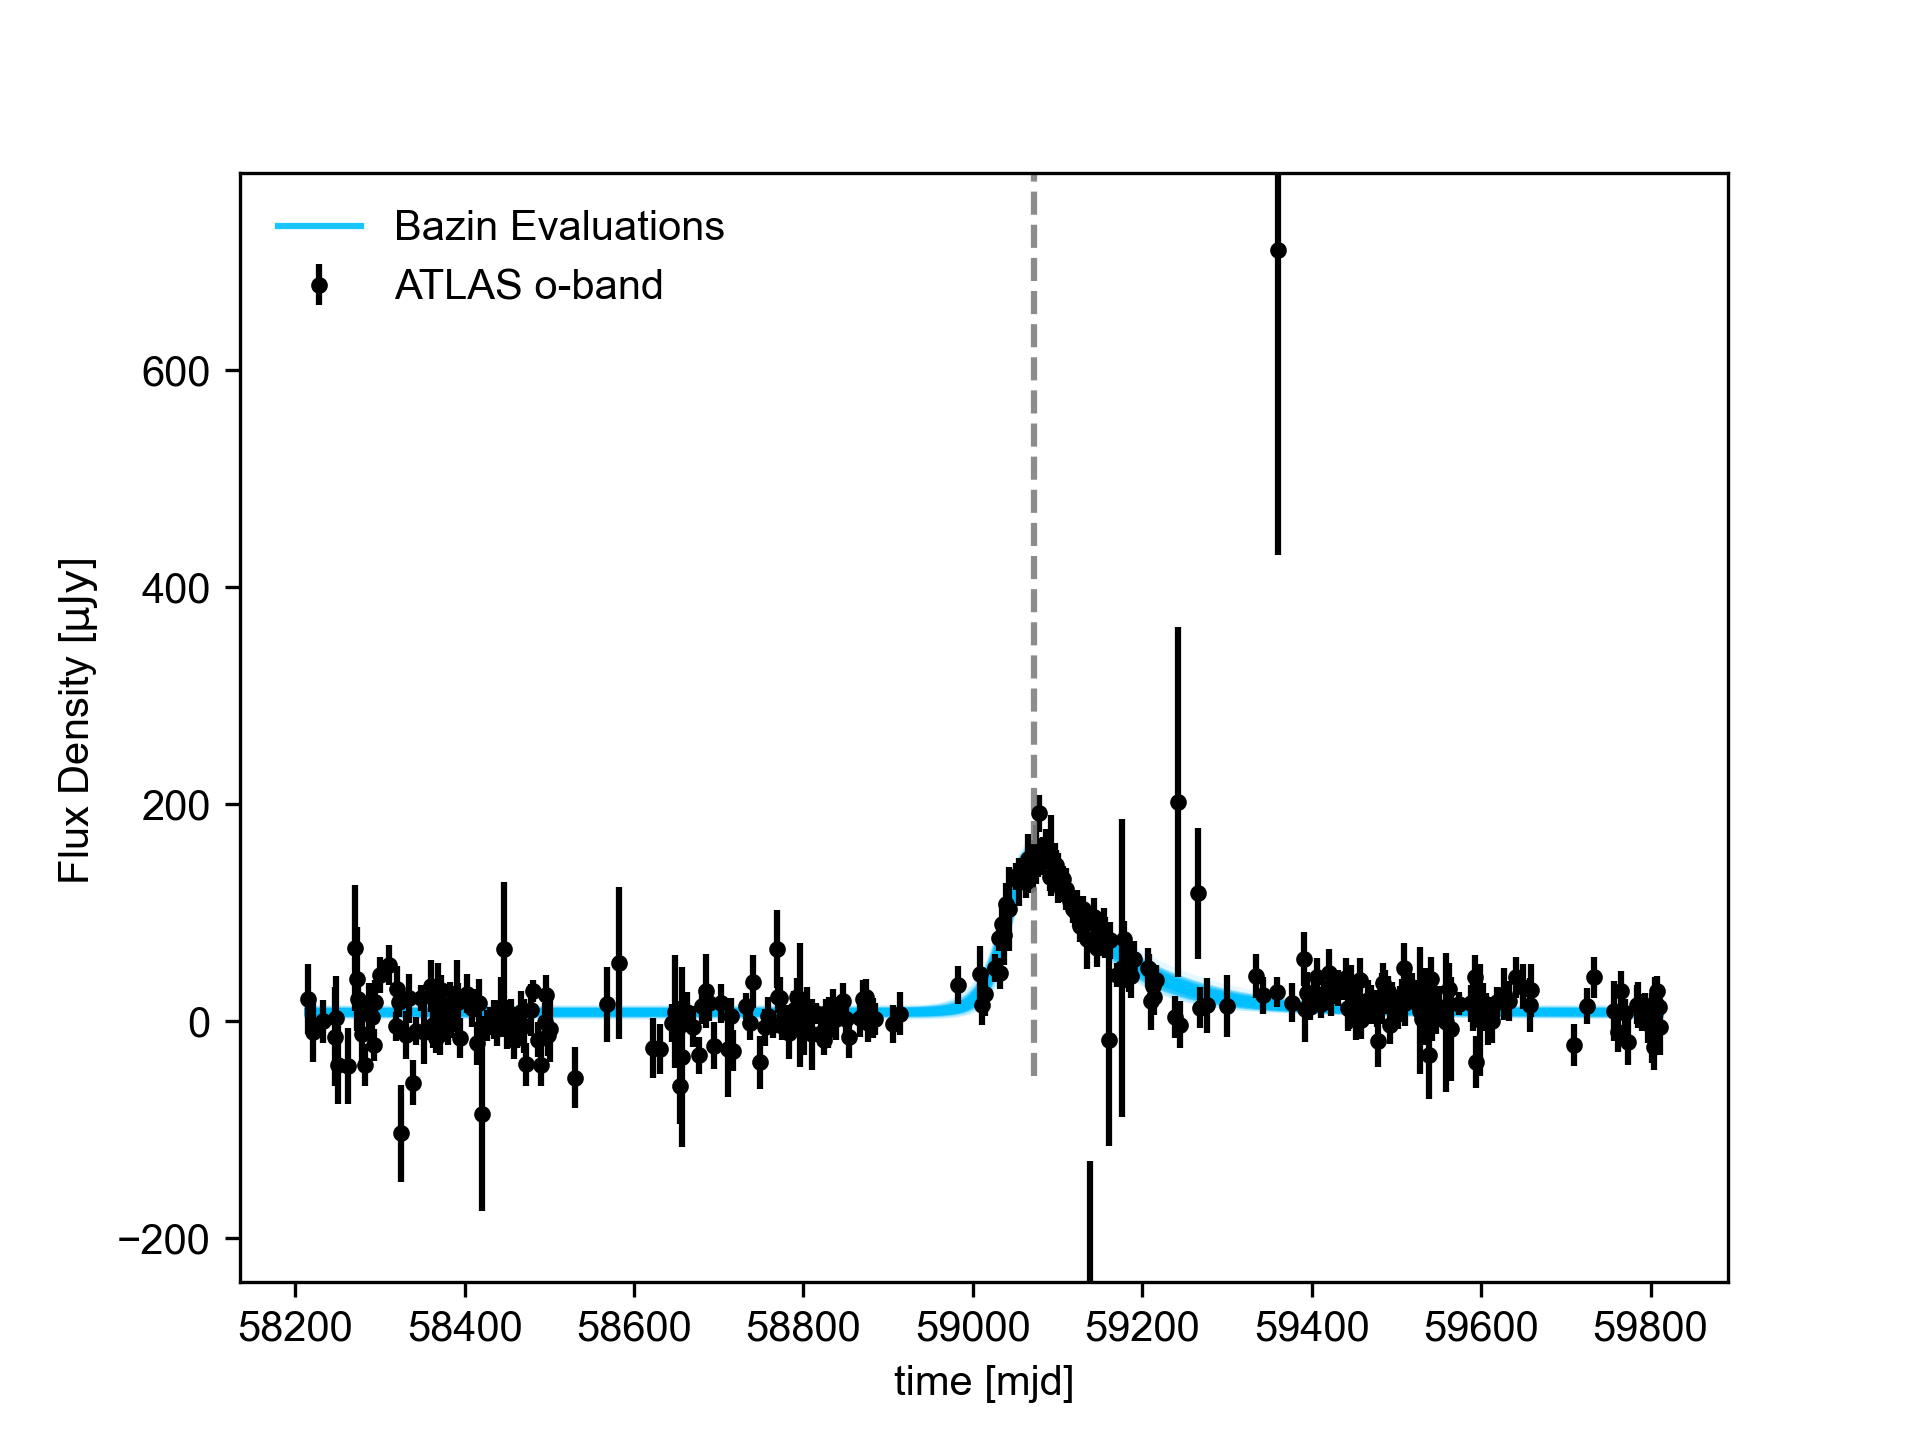 Bazin Evaluations
ATLAS o-band
Flux Density [µJy]
600
400
200
0
−200
58200 58400 58600 58800 59000 59200 59400 59600 59800
time [mjd]